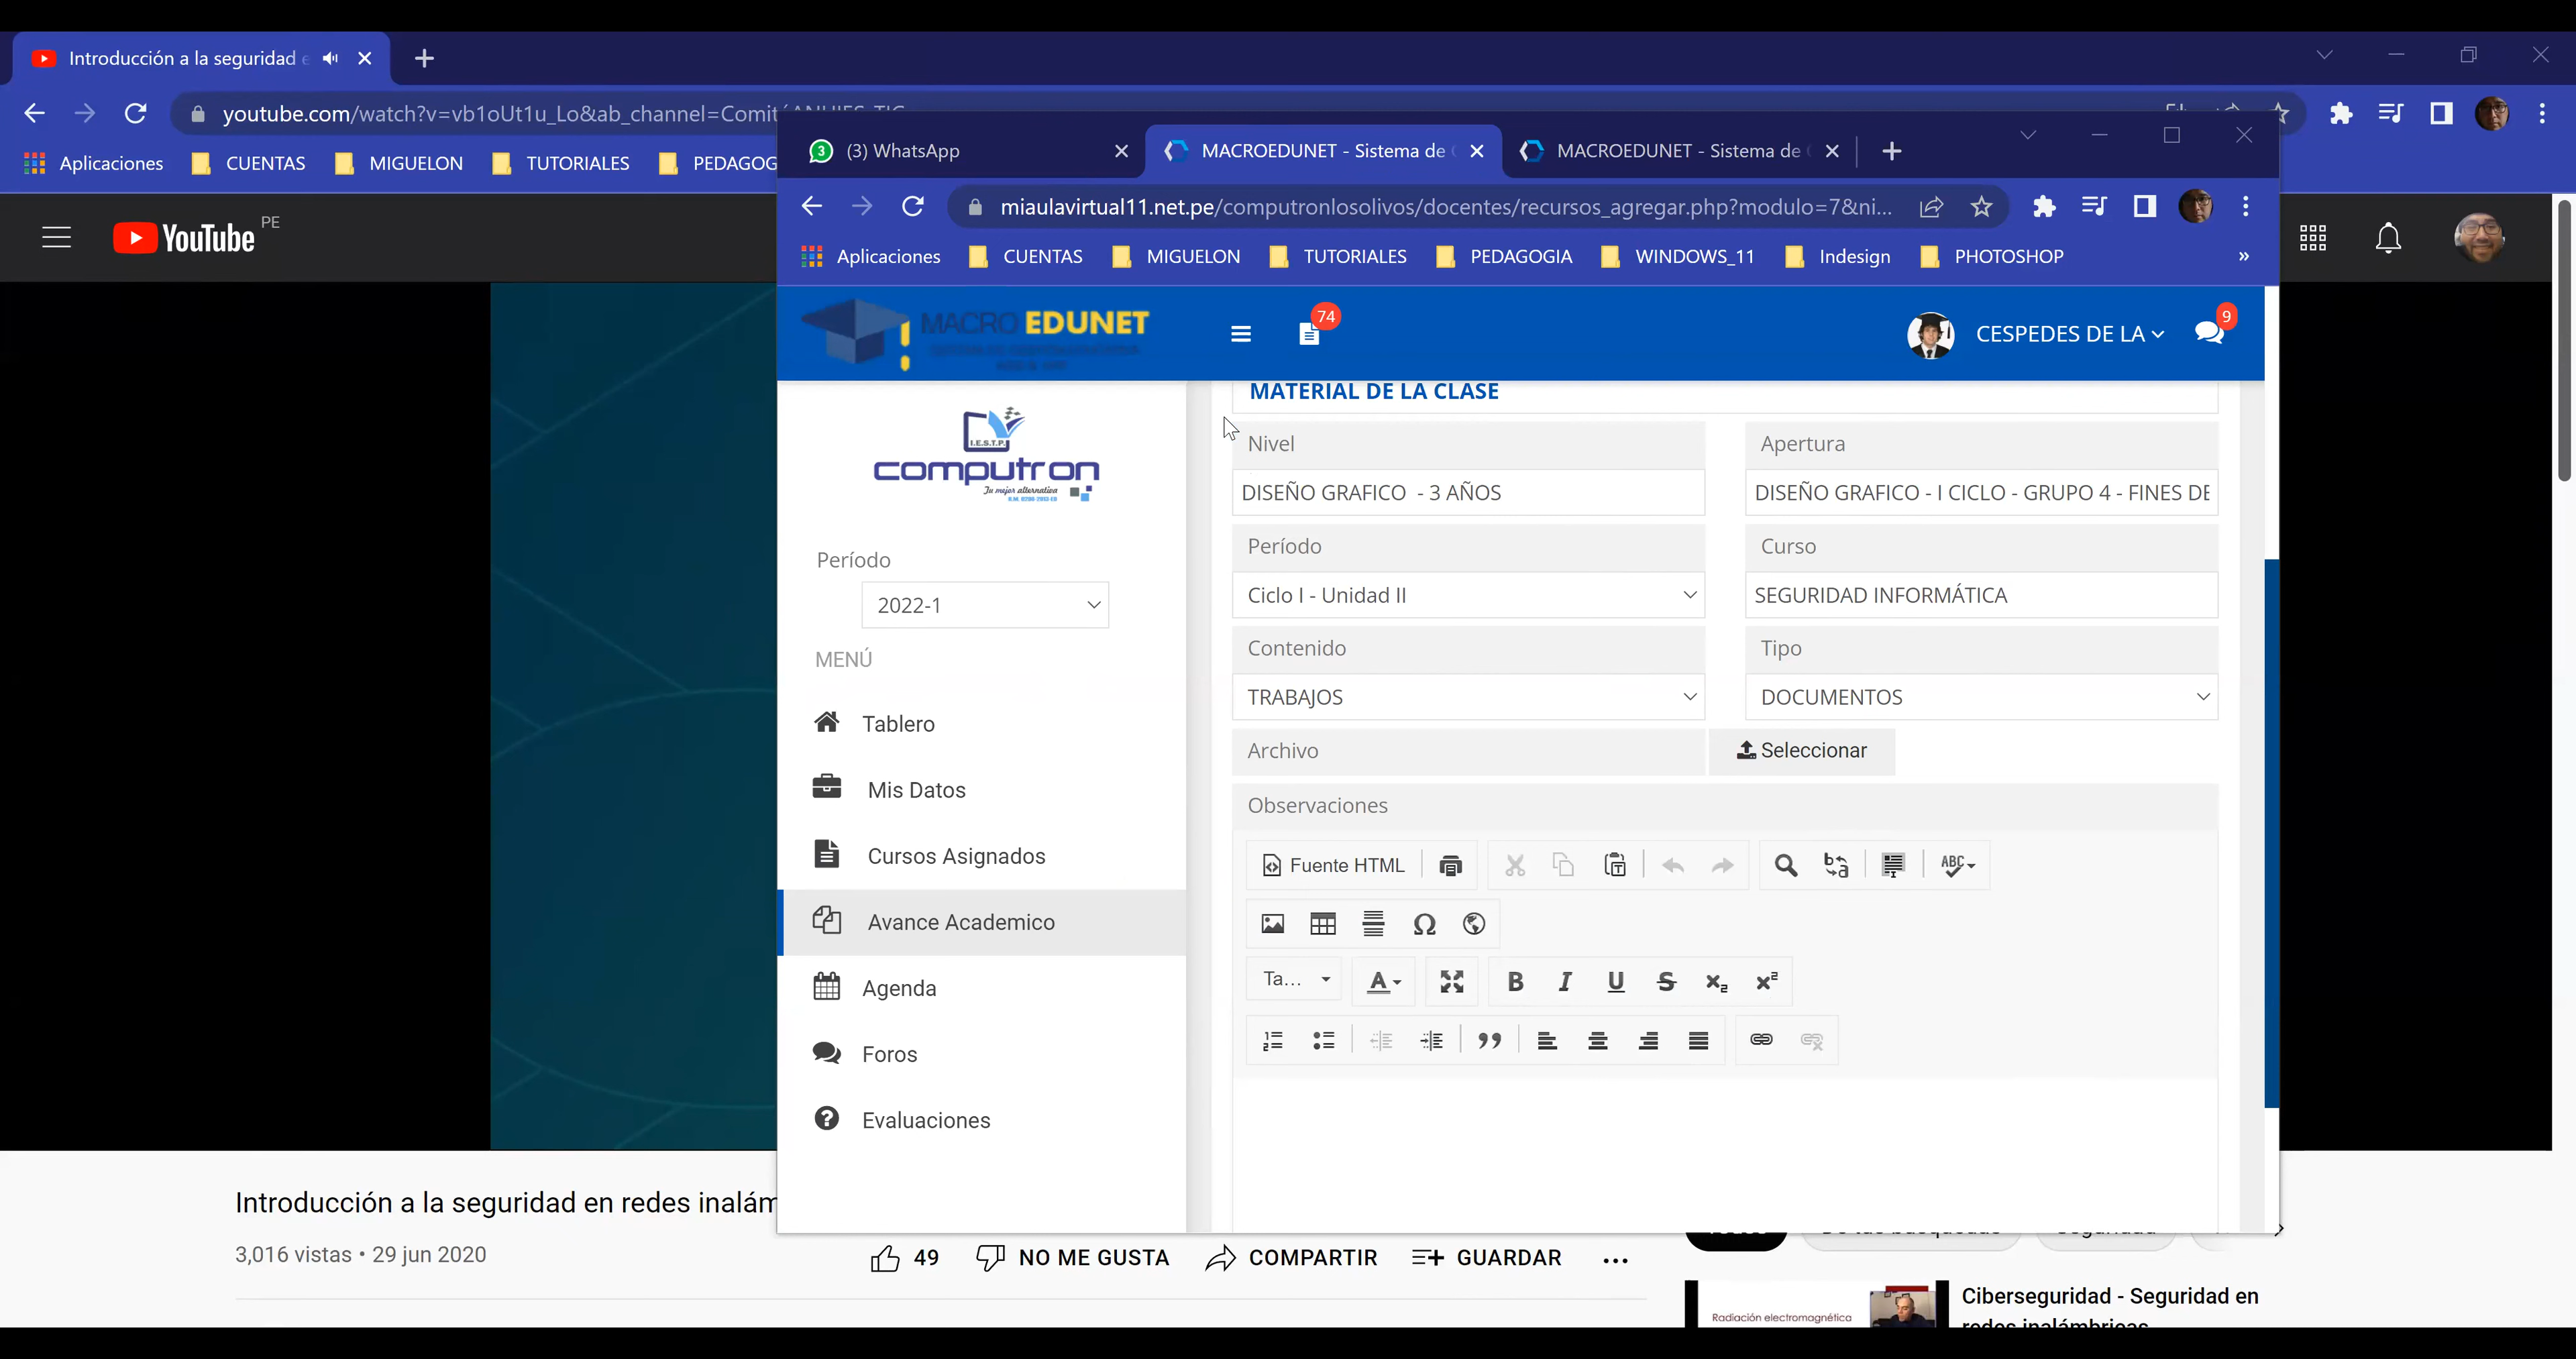 Introducción a la seguridad e
youtube.com/watch?v=vb1oUt1u_Lo&ab_channel=Comit
Aplicaciones CUENTAS MIGUELON TUTORIALES PEDAGOG
YouTube PE
3 (3) WhatsApp
MACROEDUNET - Sistema de
MACROEDUNET - Sistema de
miaulavirtual11.net.pe/computronlosolivos/docentes/recursos_agregar.php?modulo=7&ni...
Aplicaciones CUENTAS MIGUELON TUTORIALES PEDAGOGIA WINDOWS_11 Indesign PHOTOSHOP »
MACRO EDUNET
74
CESPEDES DE LA
9
I.E.S.T.P.
computron
Tu mejor alternativa
Período
2022-1
MENÚ
Tablero
Mis Datos
Cursos Asignados
Avance Academico
Agenda
Foros
Evaluaciones
MATERIAL DE LA CLASE
Nivel Apertura
DISEÑO GRAFICO - 3 AÑOS DISEÑO GRAFICO - I CICLO - GRUPO 4 - FINES DE
Período Curso
Ciclo I - Unidad II SEGURIDAD INFORMÁTICA
Contenido Tipo
TRABAJOS DOCUMENTOS
Archivo Seleccionar
Observaciones
Fuente HTML
Ta...
Introducción a la seguridad en redes inalám
3,016 vistas • 29 jun 2020
49 NO ME GUSTA COMPARTIR GUARDAR ...
Radiación electromagnética
Ciberseguridad - Seguridad en
redes inalámbricas